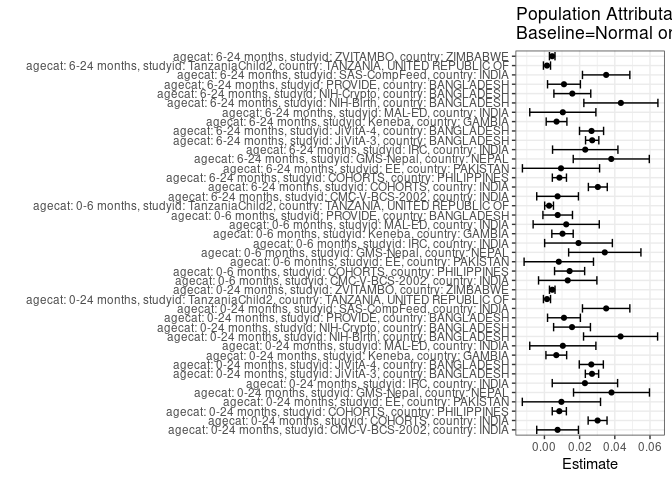 Population Attributa
Baseline=Normal or
agecat: 6-24 months, studyid: ZVITAMBO, country: ZIMBABWE
agecat: 6-24 months, studyid: TanzaniaChild2, country: TANZANIA, UNITED REPUBLIC OF
agecat: 6-24 months, studyid: SAS-CompFeed, country: INDIA
agecat: 6-24 months, studyid: PROVIDE, country: BANGLADESH
agecat: 6-24 months, studyid: NIH-Crypto, country: BANGLADESH
agecat: 6-24 months, studyid: NIH-Birth, country: BANGLADESH
agecat: 6-24 months, studyid: MAL-ED, country: INDIA
agecat: 6-24 months, studyid: Keneba, country: GAMBIA
agecat: 6-24 months, studyid: JiVitA-4, country: BANGLADESH
agecat: 6-24 months, studyid: JiVitA-3, country: BANGLADESH
agecat: 6-24 months, studyid: IRC, country: INDIA
agecat: 6-24 months, studyid: GMS-Nepal, country: NEPAL
agecat: 6-24 months, studyid: EE, country: PAKISTAN
agecat: 6-24 months, studyid: COHORTS, country: PHILIPPINES
agecat: 6-24 months, studyid: COHORTS, country: INDIA
agecat: 6-24 months, studyid: CMC-V-BCS-2002, country: INDIA
agecat: 0-6 months, studyid: TanzaniaChild2, country: TANZANIA, UNITED REPUBLIC OF
agecat: 0-6 months, studyid: PROVIDE, country: BANGLADESH
agecat: 0-6 months, studyid: MAL-ED, country: INDIA
agecat: 0-6 months, studyid: Keneba, country: GAMBIA
agecat: 0-6 months, studyid: IRC, country: INDIA
agecat: 0-6 months, studyid: GMS-Nepal, country: NEPAL
agecat: 0-6 months, studyid: EE, country: PAKISTAN
agecat: 0-6 months, studyid: COHORTS, country: PHILIPPINES
agecat: 0-6 months, studyid: CMC-V-BCS-2002, country: INDIA
agecat: 0-24 months, studyid: ZVITAMBO, country: ZIMBABWE
agecat: 0-24 months, studyid: TanzaniaChild2, country: TANZANIA, UNITED REPUBLIC OF
agecat: 0-24 months, studyid: SAS-CompFeed, country: INDIA
agecat: 0-24 months, studyid: PROVIDE, country: BANGLADESH
agecat: 0-24 months, studyid: NIH-Crypto, country: BANGLADESH
agecat: 0-24 months, studyid: NIH-Birth, country: BANGLADESH
agecat: 0-24 months, studyid: MAL-ED, country: INDIA
agecat: 0-24 months, studyid: Keneba, country: GAMBIA
agecat: 0-24 months, studyid: JiVitA-4, country: BANGLADESH
agecat: 0-24 months, studyid: JiVitA-3, country: BANGLADESH
agecat: 0-24 months, studyid: IRC, country: INDIA
agecat: 0-24 months, studyid: GMS-Nepal, country: NEPAL
agecat: 0-24 months, studyid: EE, country: PAKISTAN
agecat: 0-24 months, studyid: COHORTS, country: PHILIPPINES
agecat: 0-24 months, studyid: COHORTS, country: INDIA
agecat: 0-24 months, studyid: CMC-V-BCS-2002, country: INDIA
0.00 0.02 0.04 0.06
Estimate